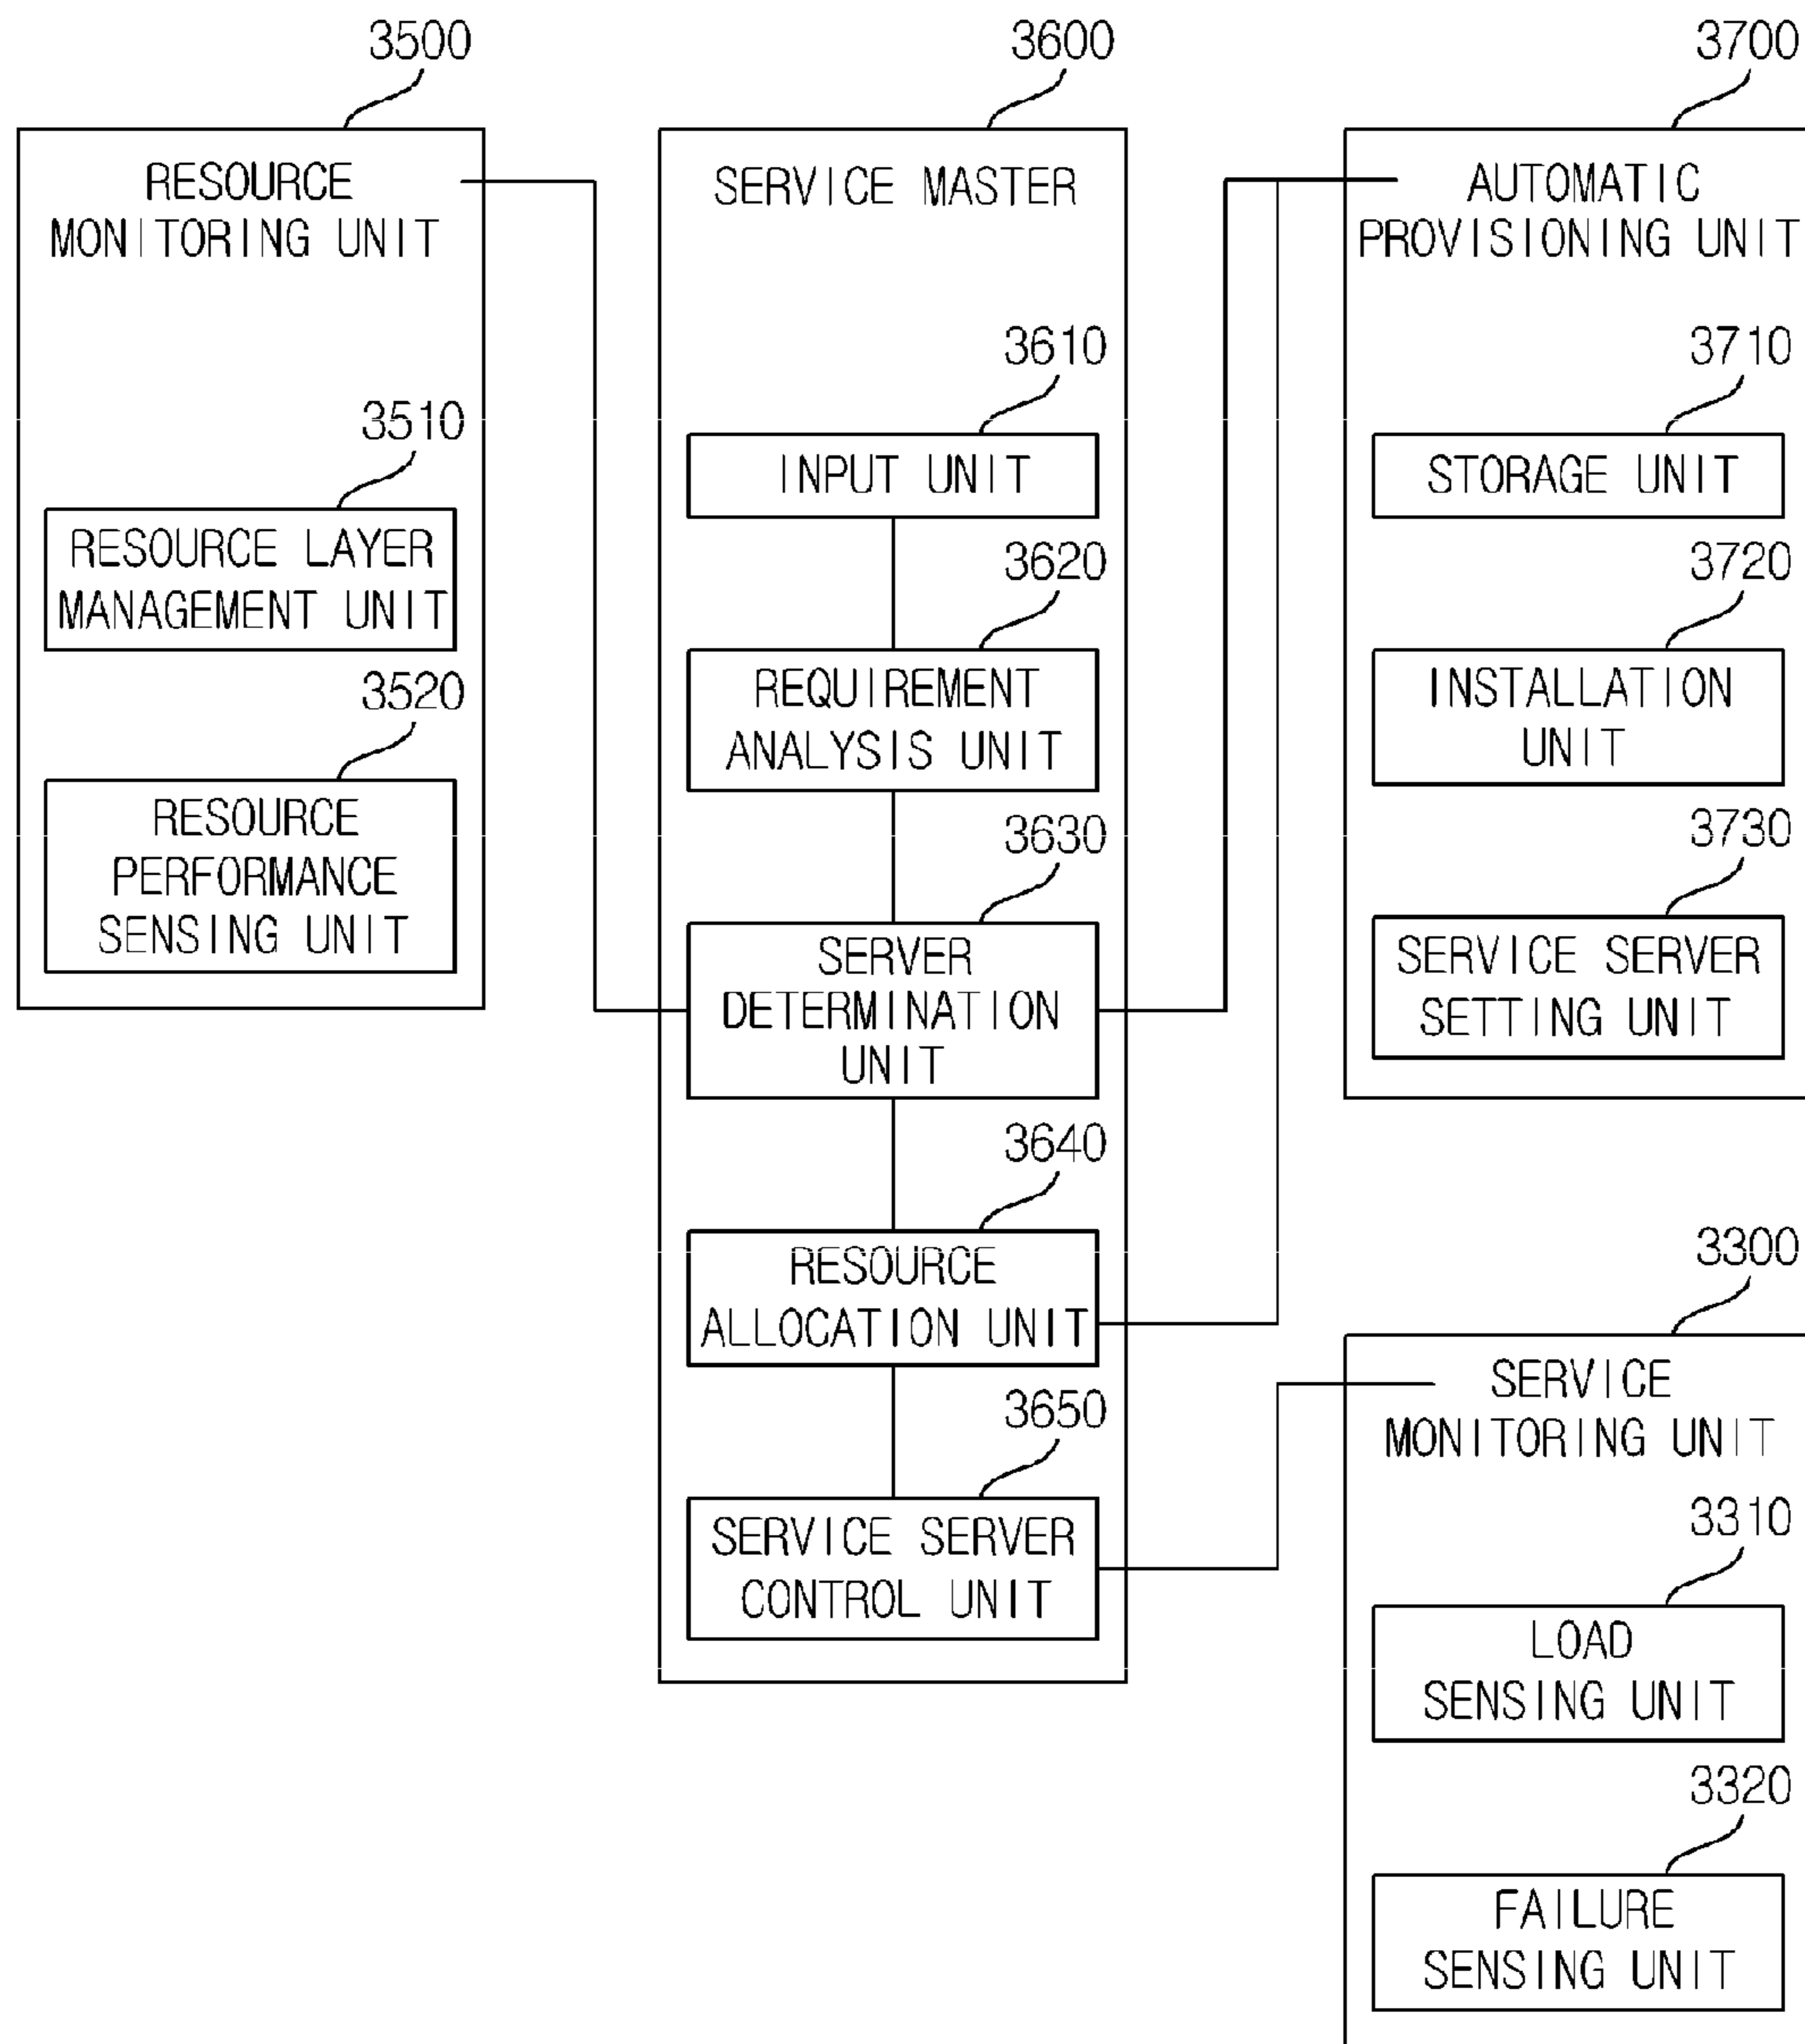 3500
RESOURCE
MONITORING UNIT
3510
RESOURCE LAYER
MANAGEMENT UNIT
3520
RESOURCE
PERFORMANCE
SENSING UNIT
3600
SERVICE MASTER
3610
INPUT UNIT
3620
REQUIREMENT
ANALYSIS UNIT
3630
SERVER
DETERMINATION
UNIT
3640
RESOURCE
ALLOCATION UNIT
3650
SERVICE SERVER
CONTROL UNIT
3700
AUTOMATIC
PROVISIONING UNIT
3710
STORAGE UNIT
3720
INSTALLATION
UNIT
3730
SERVICE SERVER
SETTING UNIT
3300
SERVICE
MONITORING UNIT
3310
LOAD
SENSING UNIT
3320
FAILURE
SENSING UNIT